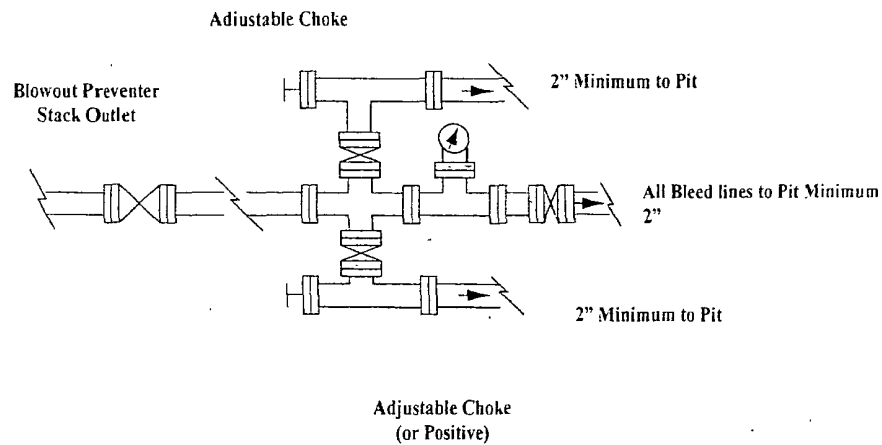 Adiustable Choke
2” Minimum to Pit
Blowout Preventer
Stack Outlet
All Bleed lines to Pit Minimum
2”
2” Minimum to Pit
Adjustable Choke
(or Positive)